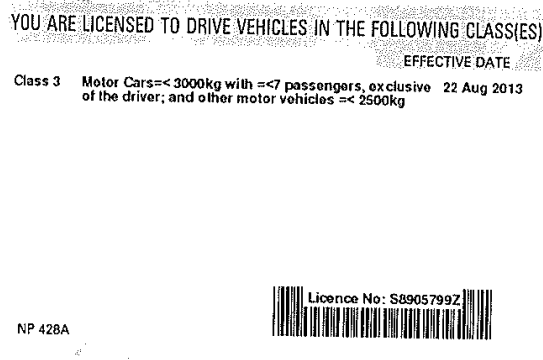 YOU ARE LICENSED TO DRIVE VEHICLES IN THE FOLLOWING CLASS(ES)
EFFECTIVE DATE
Class 3 Motor Cars=< 3000kg with =<7 passengers, exclusive 22 Aug 2013
of the driver; and other motor vehicles =< 2500kg
Licence No: S8905799Z
NP 428A